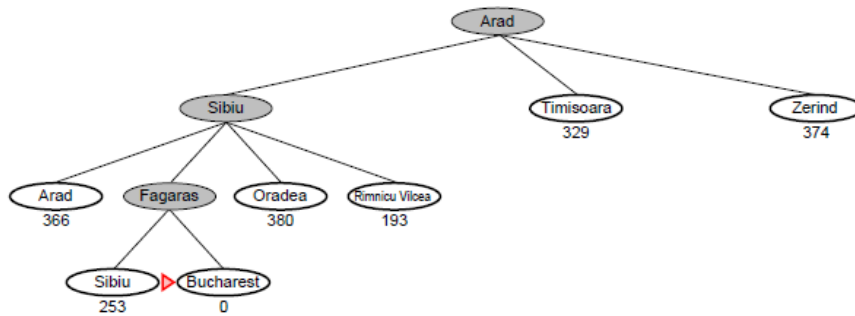 Arad
Sibiu Timisoara Zerind
329 374
Arad Fagaras Oradea Rimnicu Vilcea
366 380 193
Sibiu Bucharest
253 0